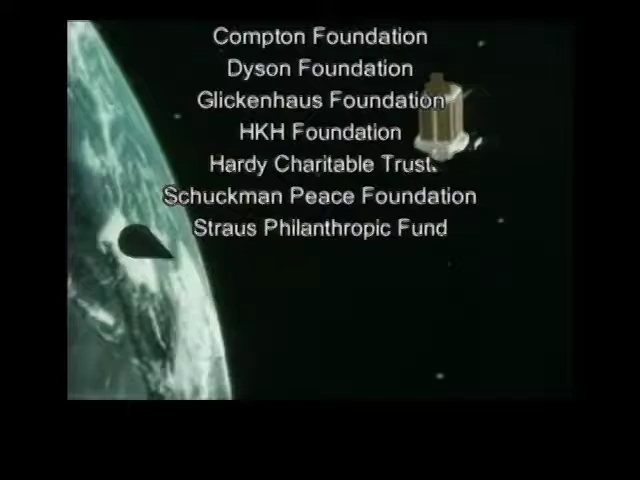 Compton Foundation
Dyson Foundation
Glickenhaus Foundation
HKH Foundation
Hardy Charitable Trust
Schuckman Peace Foundation
Straus Philanthropic Fund